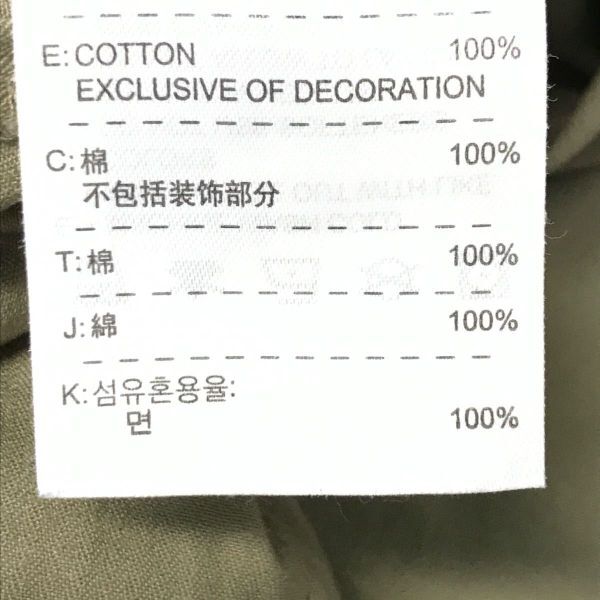 E: COTTON 100%
EXCLUSIVE OF DECORATION
C: 棉 100%
不包括装饰部分
T: 棉 100%
J: 綿 100%
K: 섬유혼용율:
면 100%